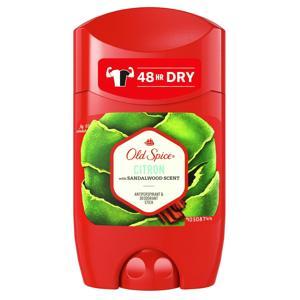 48 HR DRY
Old Spice
CITRON
with SANDALWOOD SCENT
ANTIPERSPIRANT &
DEODORANT
STICK